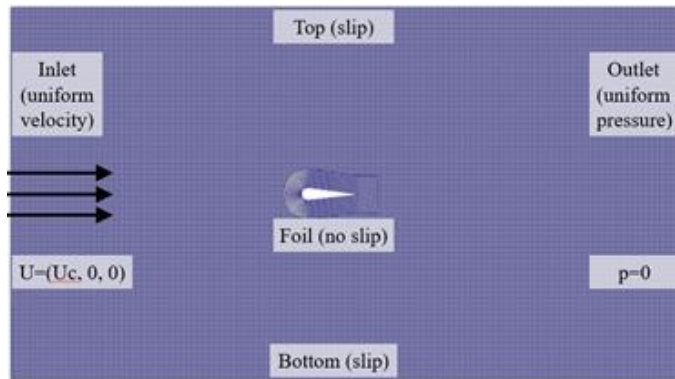 Top (slip)
Inlet
(uniform
velocity)
Outlet
(uniform
pressure)
Foil (no slip)
U=(Uc, 0, 0)
p=0
Bottom (slip)